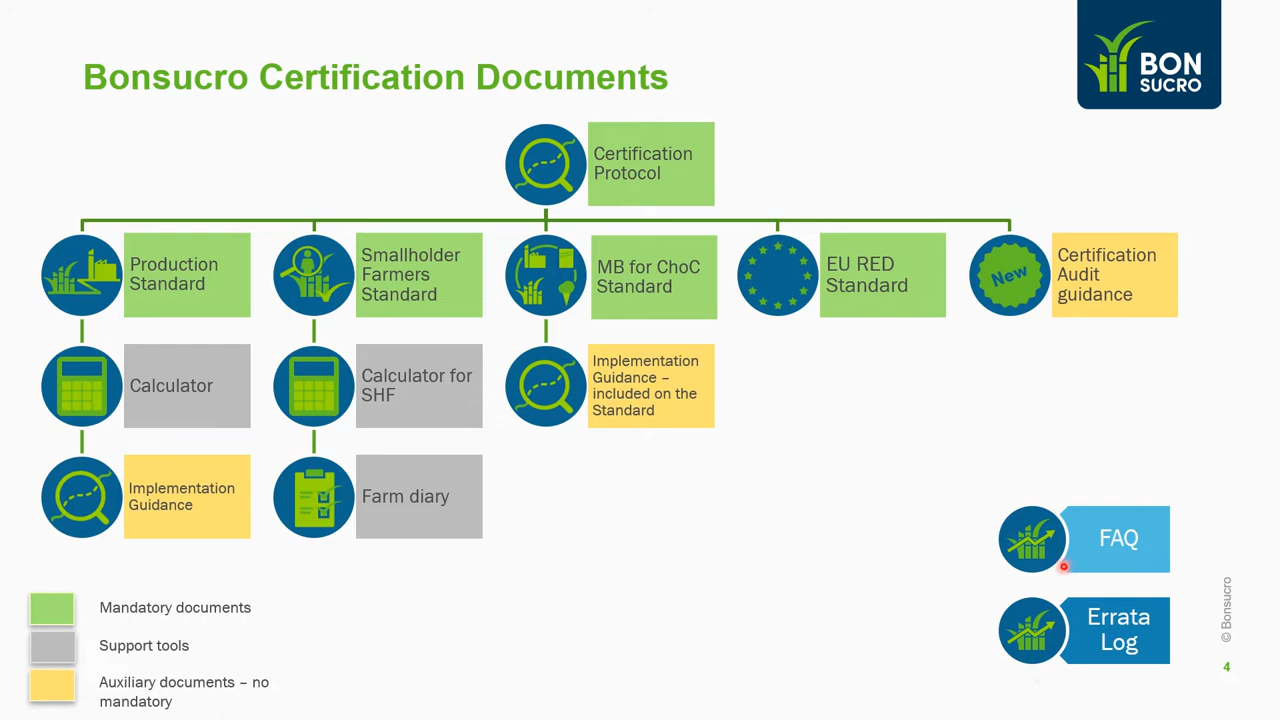 Bonsucro Certification Documents
BON
SUCRO
Certification
Protocol
Production
Standard
Smallholder
Farmers
Standard
MB for ChoC
Standard
EU RED
Standard
New
Certification
Audit
guidance
Calculator
Calculator for
SHF
Implementation
Guidance –
included on the
Standard
Implementation
Guidance
Farm diary
FAQ
Errata
Log
Mandatory documents
Support tools
Auxiliary documents – no
mandatory
© Bonsucro
4